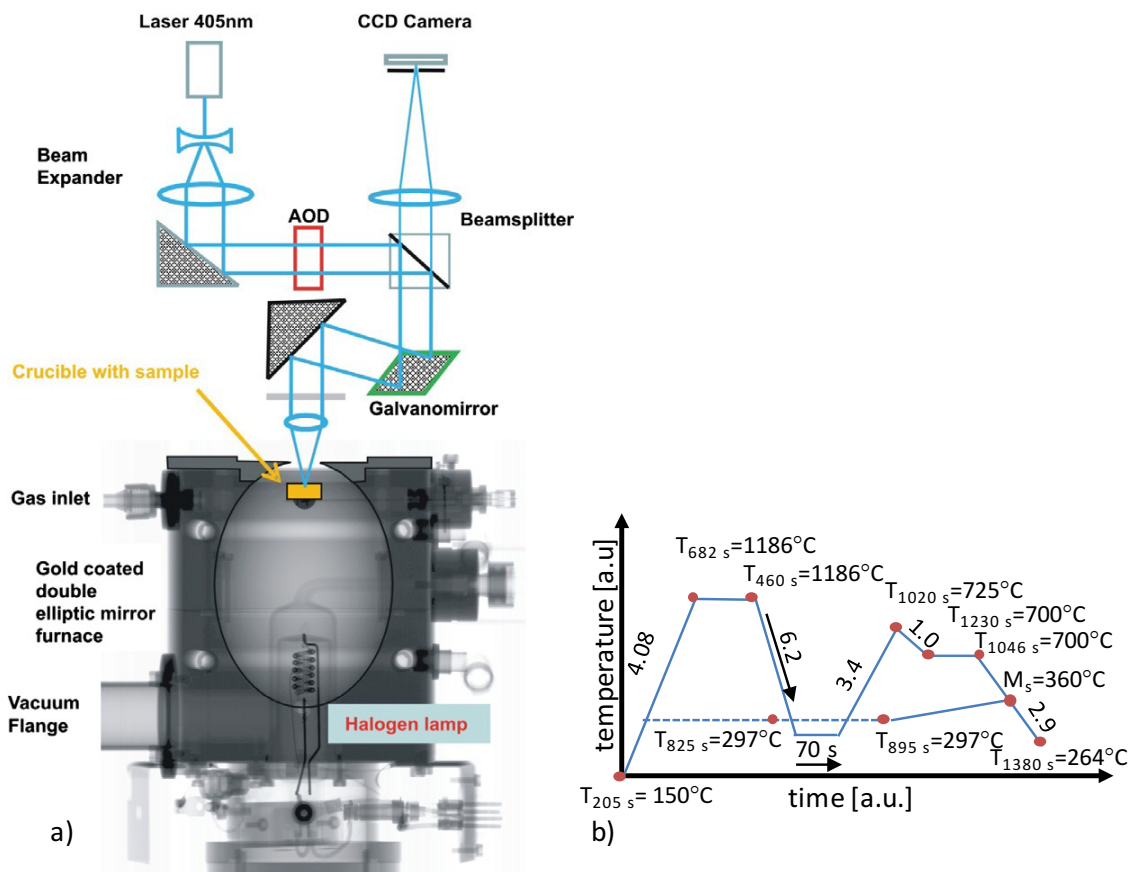 Laser 405nm
CCD Camera
Beam
Expander
AOD
Beamsplitter
Crucible with sample
Galvanomirror
Gas inlet
Gold coated
double
elliptic mirror
furnace
Vacuum
Flange
Halogen lamp
a)
temperature [a.u]
T682 s=1186°C
T460 s=1186°C
4.08
6.2
3.4
1.0
T1020 s=725°C
T1230 s=700°C
T1046 s=700°C
Ms=360°C
2.9
T825 s=297°C
70 s
T895 s=297°C
T1380 s=264°C
T205 s= 150°C
time [a.u.]
b)